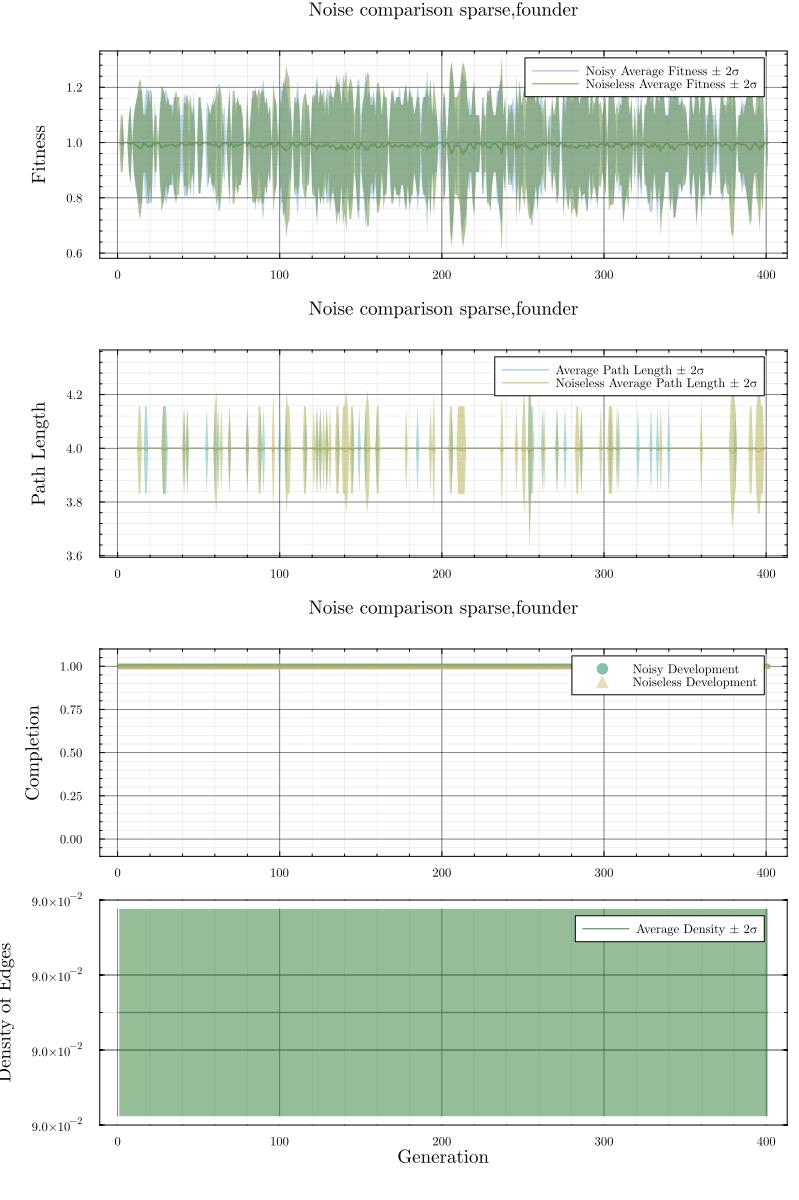 Noise comparison sparse,founder
Fitness
1.2
1.0
0.8
0.6
Noisy Average Fitness ± 2σ
Noiseless Average Fitness ± 2σ
0 100 200 300 400
Noise comparison sparse,founder
Path Length
4.2
4.0
3.8
3.6
Average Path Length ± 2σ
Noiseless Average Path Length ± 2σ
0 100 200 300 400
Noise comparison sparse,founder
Completion
1.00
0.75
0.50
0.25
0.00
Noisy Development
Noiseless Development
0 100 200 300 400
Density of Edges
9.0×10⁻²
9.0×10⁻²
9.0×10⁻²
9.0×10⁻²
Average Density ± 2σ
0 100 200 300 400
Generation